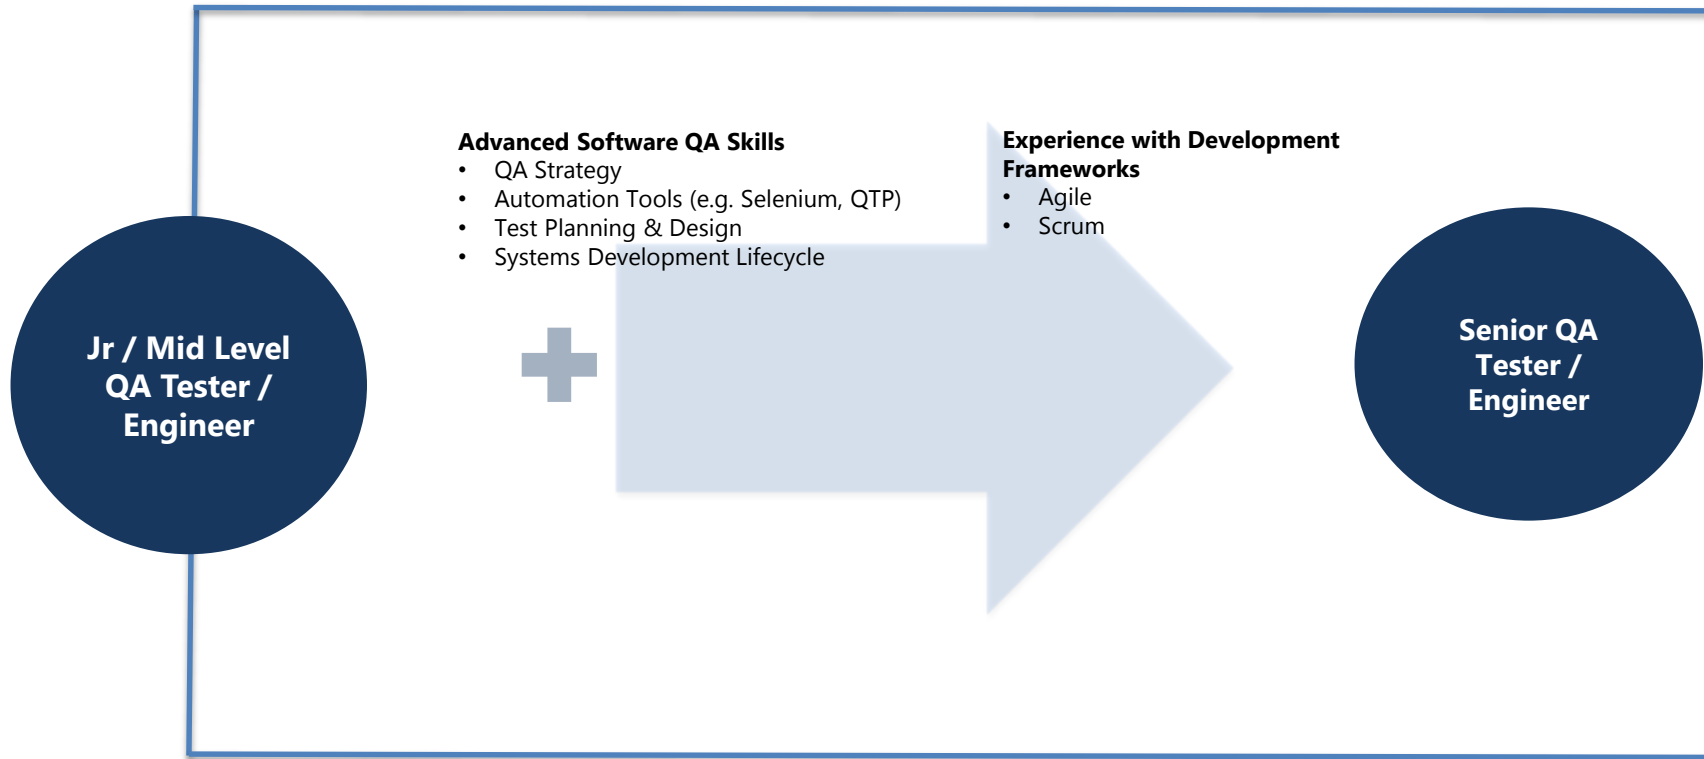 Advanced Software QA Skills
• QA Strategy
• Automation Tools (e.g. Selenium, QTP)
• Test Planning & Design
• Systems Development Lifecycle
Experience with Development
Frameworks
• Agile
• Scrum
Jr / Mid Level
QA Tester /
Engineer
Senior QA
Tester /
Engineer